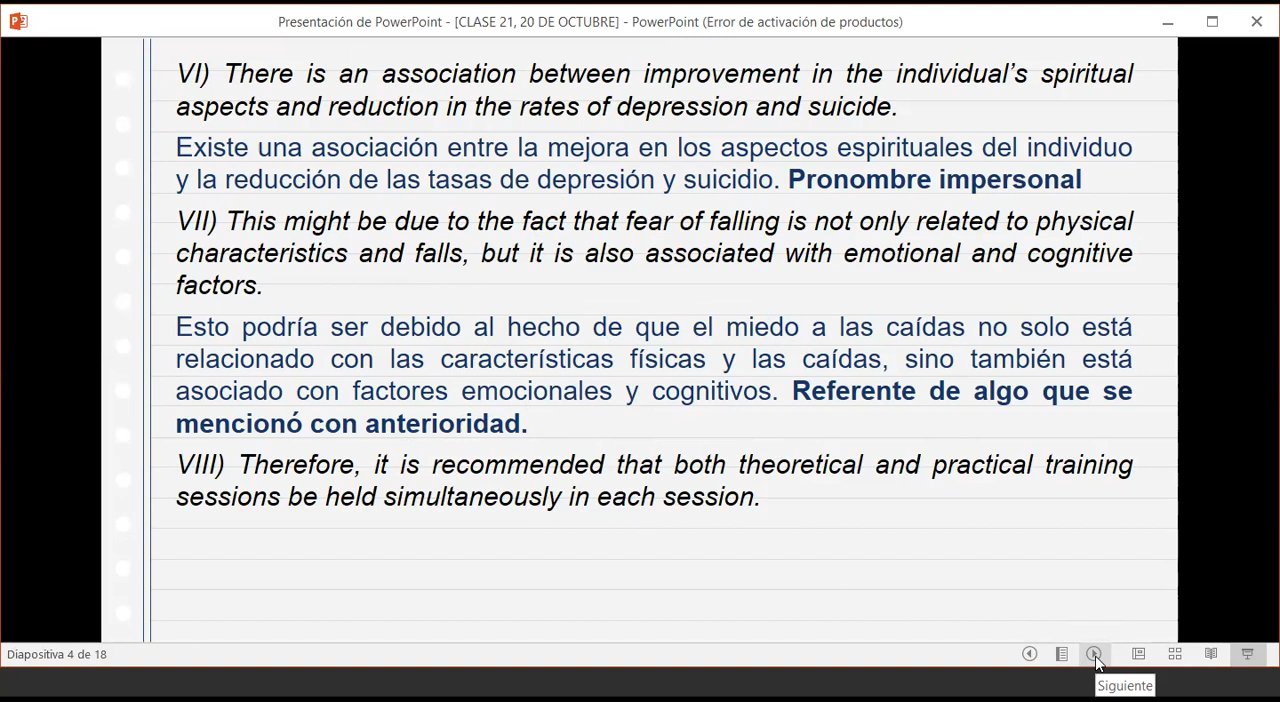 Presentación de PowerPoint - [CLASE 21, 20 DE OCTUBRE] - PowerPoint (Error de activación de productos)
VI) There is an association between improvement in the individual’s spiritual
aspects and reduction in the rates of depression and suicide.
Existe una asociación entre la mejora en los aspectos espirituales del individuo
y la reducción de las tasas de depresión y suicidio. Pronombre impersonal
VII) This might be due to the fact that fear of falling is not only related to physical
characteristics and falls, but it is also associated with emotional and cognitive
factors.
Esto podría ser debido al hecho de que el miedo a las caídas no solo está
relacionado con las características físicas y las caídas, sino también está
asociado con factores emocionales y cognitivos. Referente de algo que se
mencionó con anterioridad.
VIII) Therefore, it is recommended that both theoretical and practical training
sessions be held simultaneously in each session.
Diapositiva 4 de 18
Siguiente